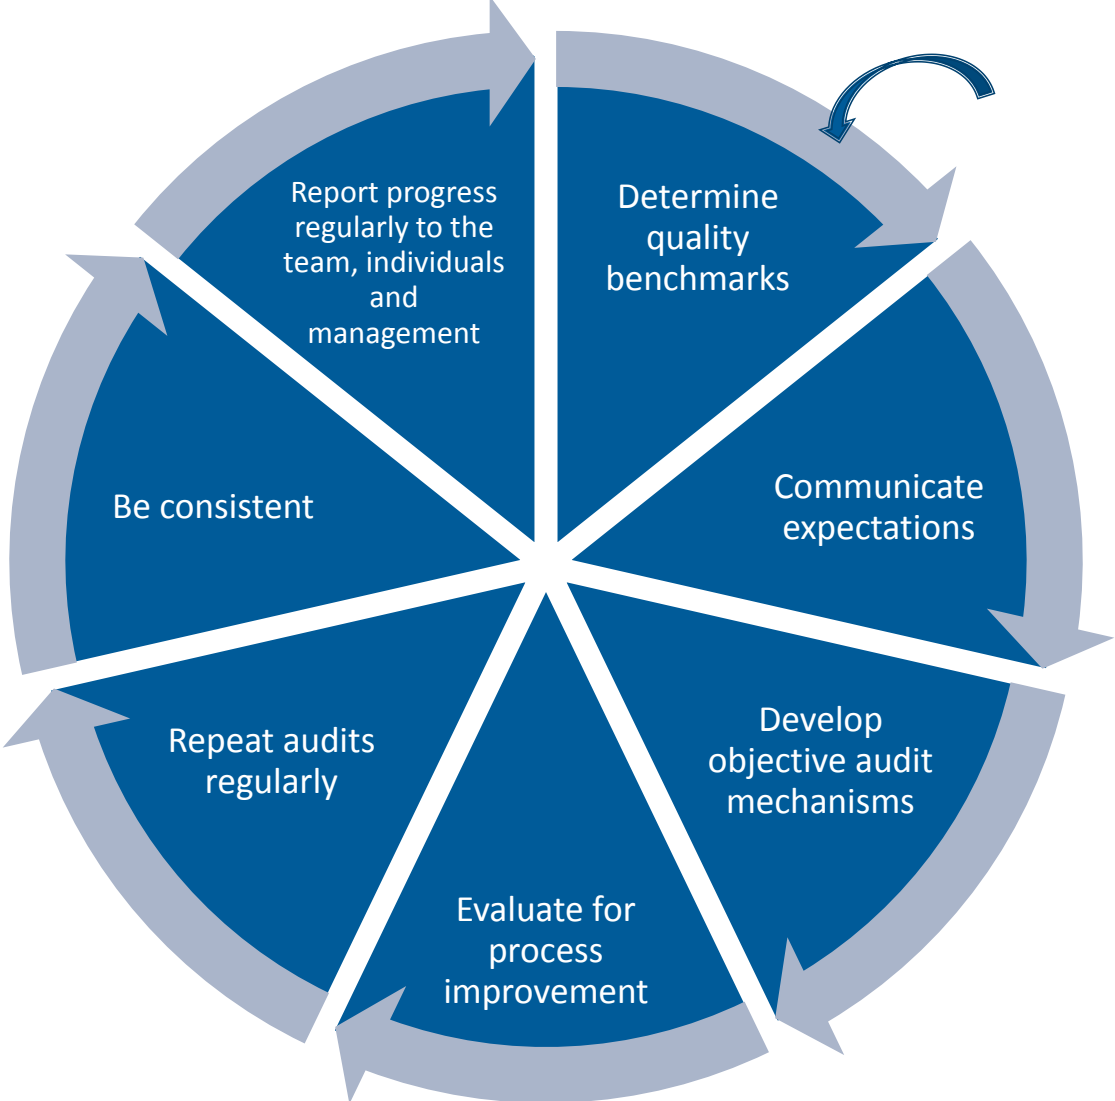 Determine
quality
benchmarks
Communicate
expectations
Develop
objective audit
mechanisms
Evaluate for
process
improvement
Repeat audits
regularly
Be consistent
Report progress
regularly to the
team, individuals
and
management